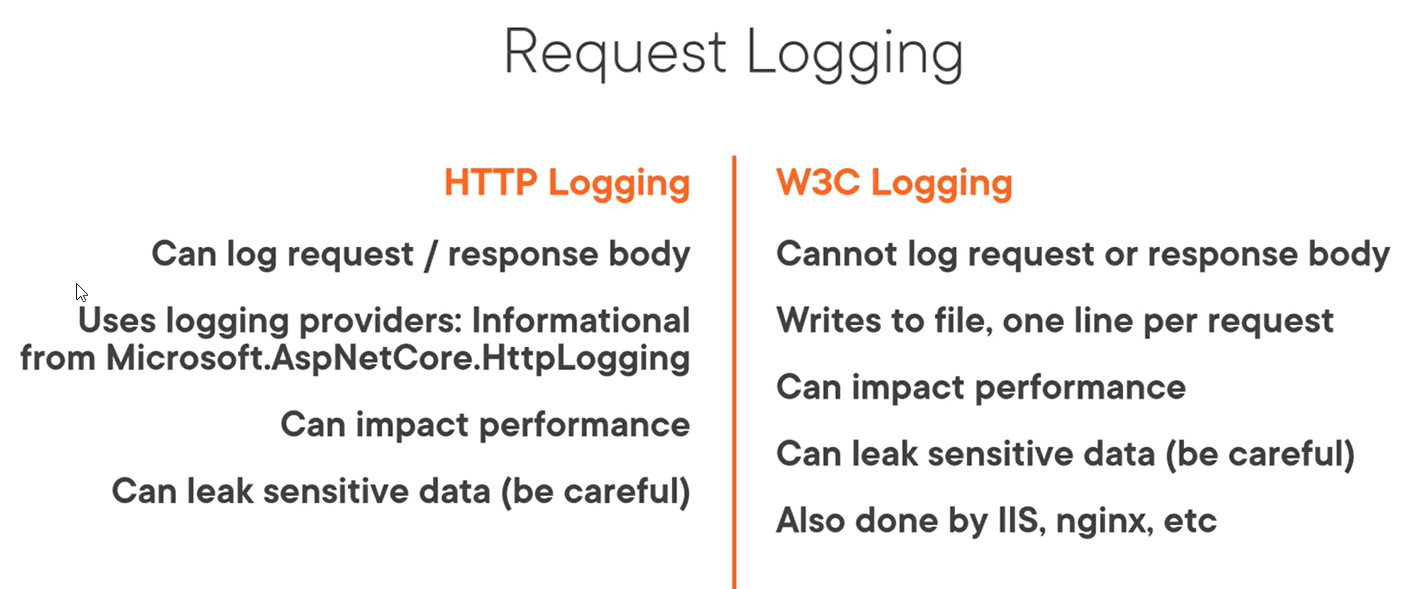 Request Logging
HTTP Logging
Can log request / response body
Uses logging providers: Informational
from Microsoft.AspNetCore.HttpLogging
Can impact performance
Can leak sensitive data (be careful)
W3C Logging
Cannot log request or response body
Writes to file, one line per request
Can impact performance
Can leak sensitive data (be careful)
Also done by IIS, nginx, etc